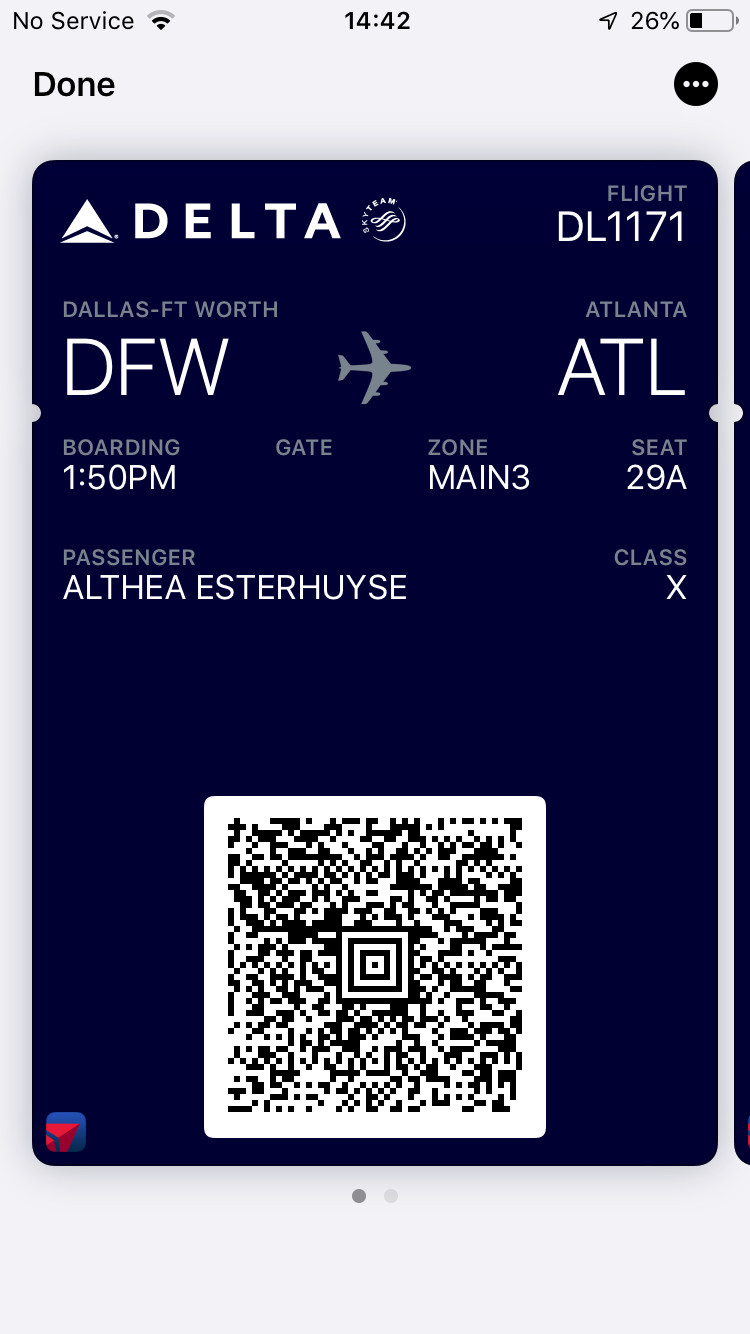 No Service 14:42 26%
Done
DELTA SKYTEAM
FLIGHT
DL1171
DALLAS-FT WORTH ATLANTA
DFW ATL
BOARDING GATE ZONE SEAT
1:50PM MAIN3 29A
PASSENGER CLASS
ALTHEA ESTERHUYSE X